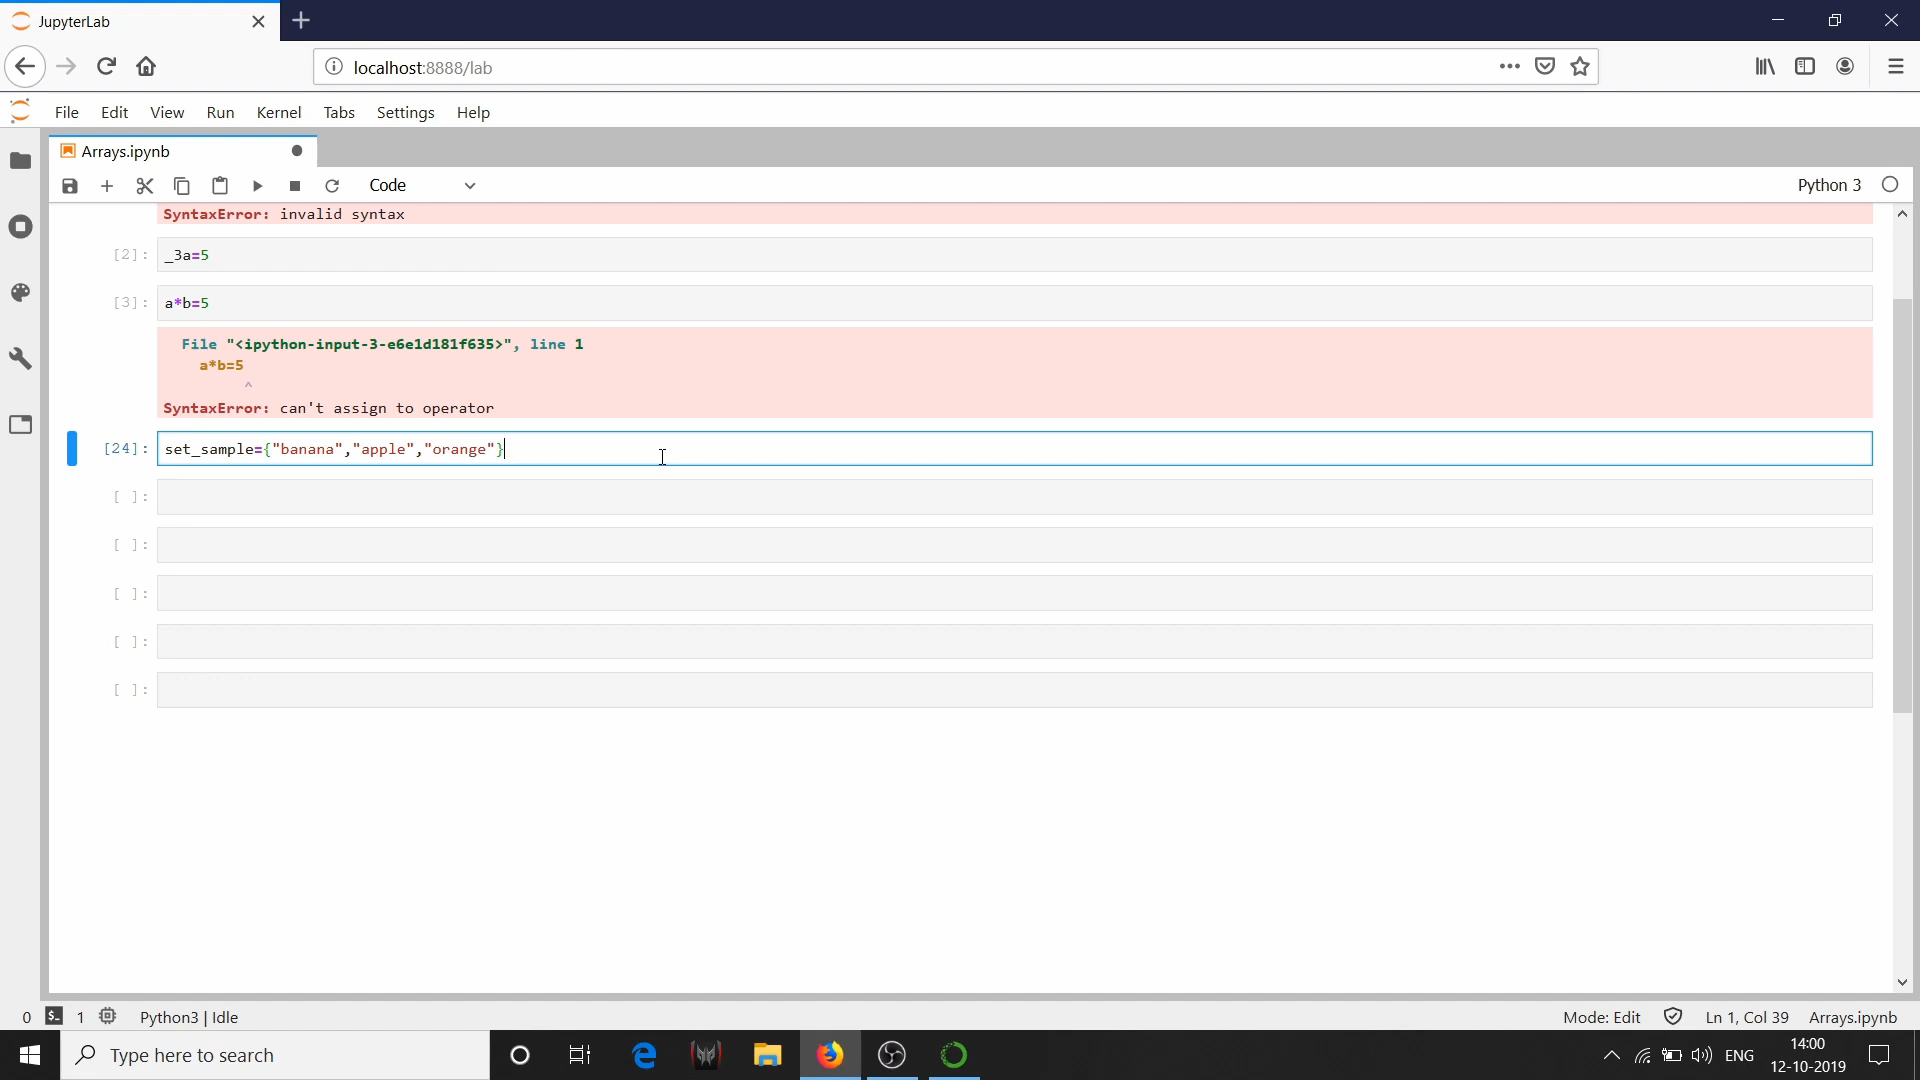 JupyterLab
localhost:8888/lab
File Edit View Run Kernel Tabs Settings Help
Arrays.ipynb
Code
Python 3
SyntaxError: invalid syntax
[2]: _3a=5
[3]: a*b=5
File "<ipython-input-3-e6e1d181f635>", line 1
a*b=5
^
SyntaxError: can't assign to operator
[24]: set_sample={"banana","apple","orange"}
[ ]:
[ ]:
[ ]:
[ ]:
[ ]:
0 $_ 1 Python3 | Idle Mode: Edit Ln 1, Col 39 Arrays.ipynb
Type here to search
ENG
14:00
12-10-2019